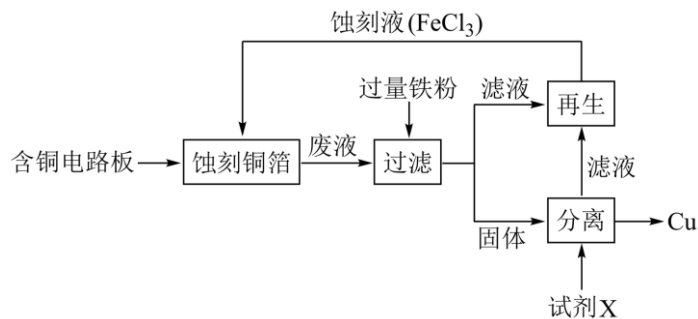 蚀刻液(FeCl₃)
过量铁粉
滤液
再生
含铜电路板
蚀刻铜箔
废液
过滤
滤液
固体
分离
Cu
试剂X